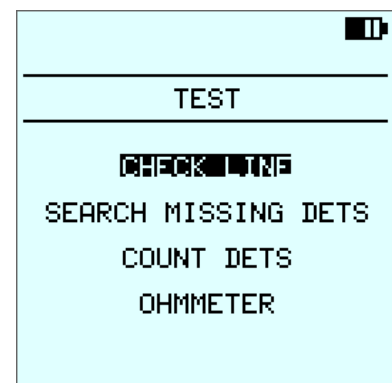 TEST
CHECK LINE
SEARCH MISSING DETS
COUNT DETS
OHMMETER